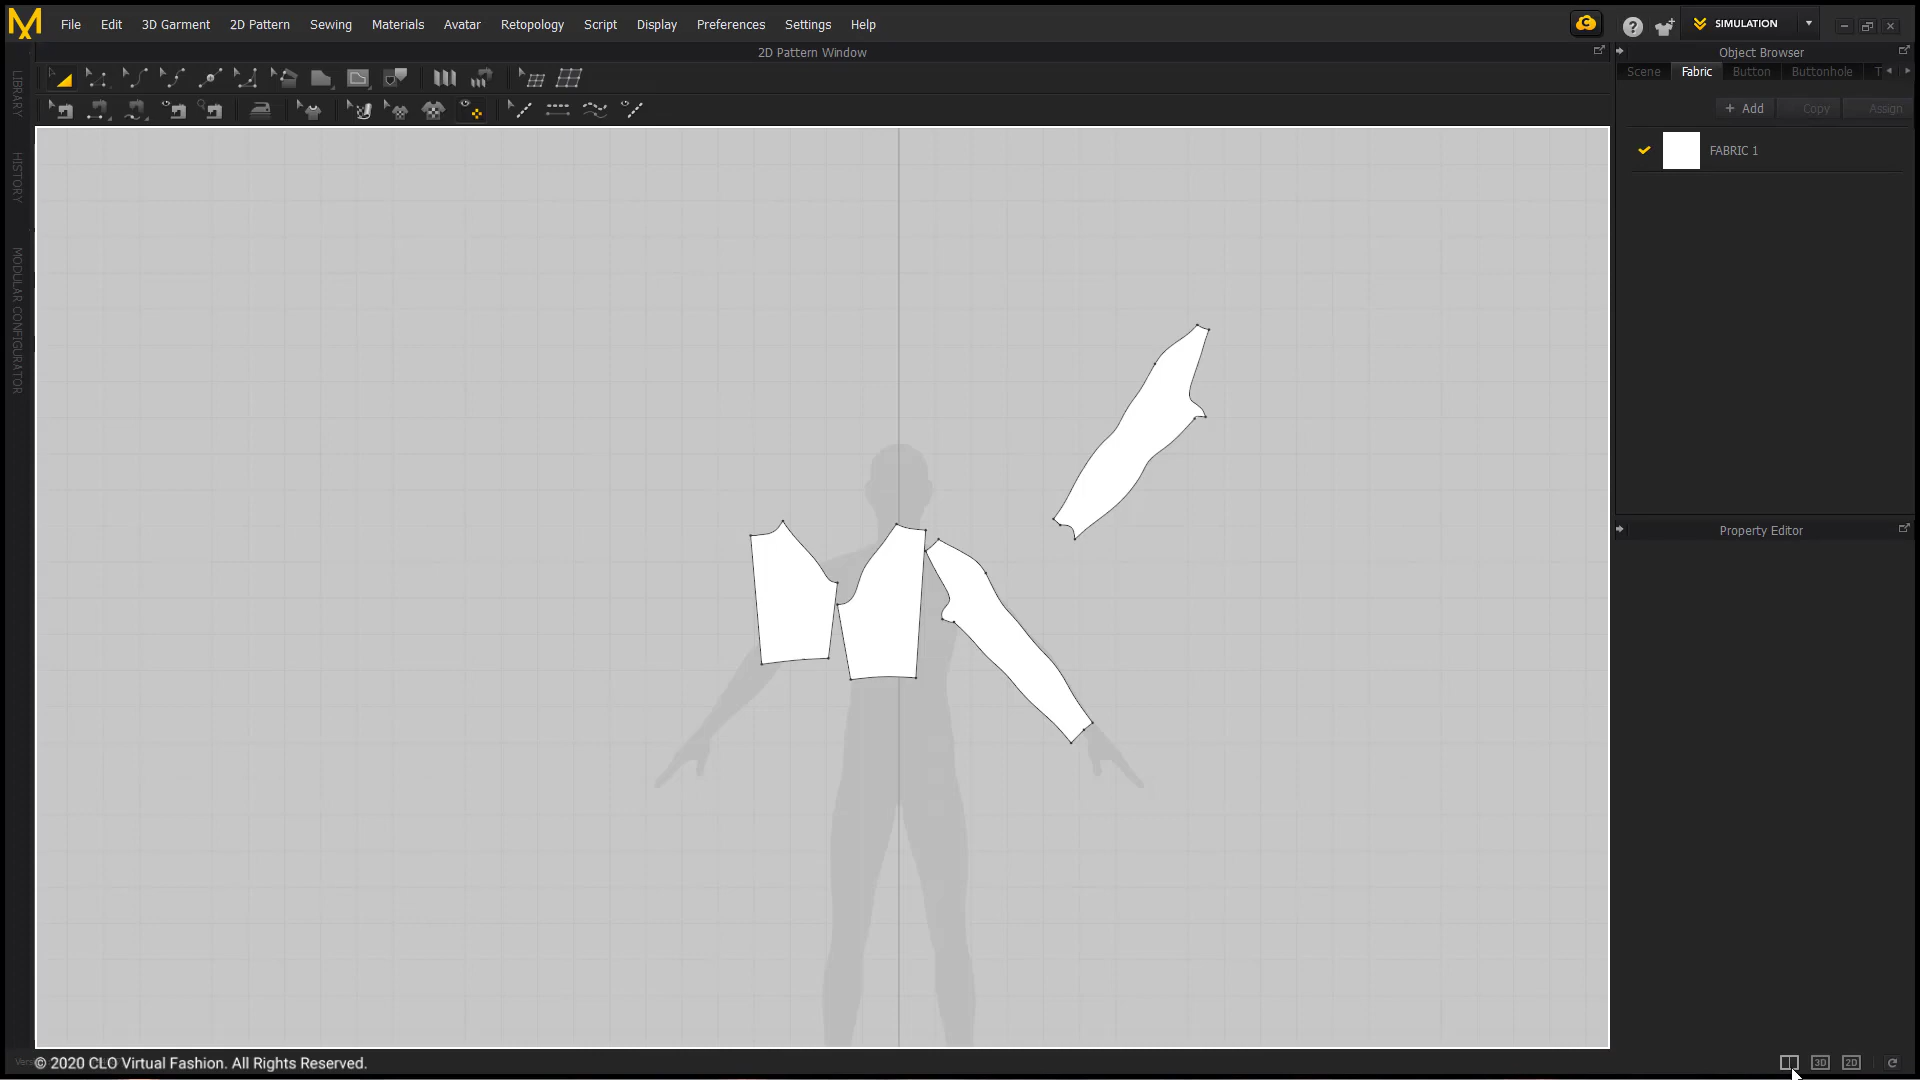 File Edit 3D Garment 2D Pattern Sewing Materials Avatar Retopology Script Display Preferences Settings Help
SIMULATION
2D Pattern Window
Object Browser
Scene Fabric Button Buttonhole T
+ Add Copy Assign
FABRIC 1
LIBRARY
HISTORY
MODULAR CONFIGURATOR
Property Editor
© 2020 CLO Virtual Fashion. All Rights Reserved.
3D 2D